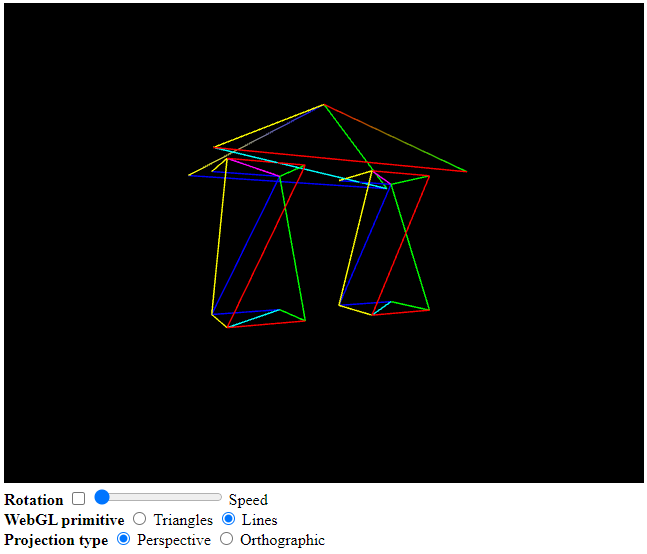 Rotation Speed
WebGL primitive Triangles Lines
Projection type Perspective Orthographic